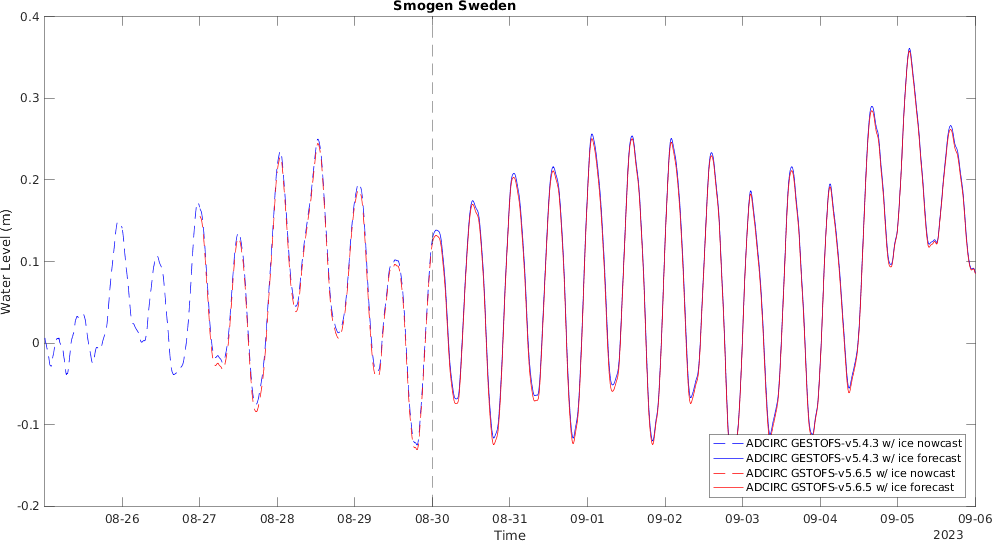 Smogen Sweden
0.4
0.3
0.2
0.1
0
-0.1
-0.2
Water Level (m)
08-26
08-27
08-28
08-29
08-30
08-31
09-01
09-02
09-03
09-04
09-05
09-06
Time
2023
ADCIRC GESTOFS-v5.4.3 w/ ice nowcast
ADCIRC GESTOFS-v5.4.3 w/ ice forecast
ADCIRC GSTOFS-v5.6.5 w/ ice nowcast
ADCIRC GSTOFS-v5.6.5 w/ ice forecast